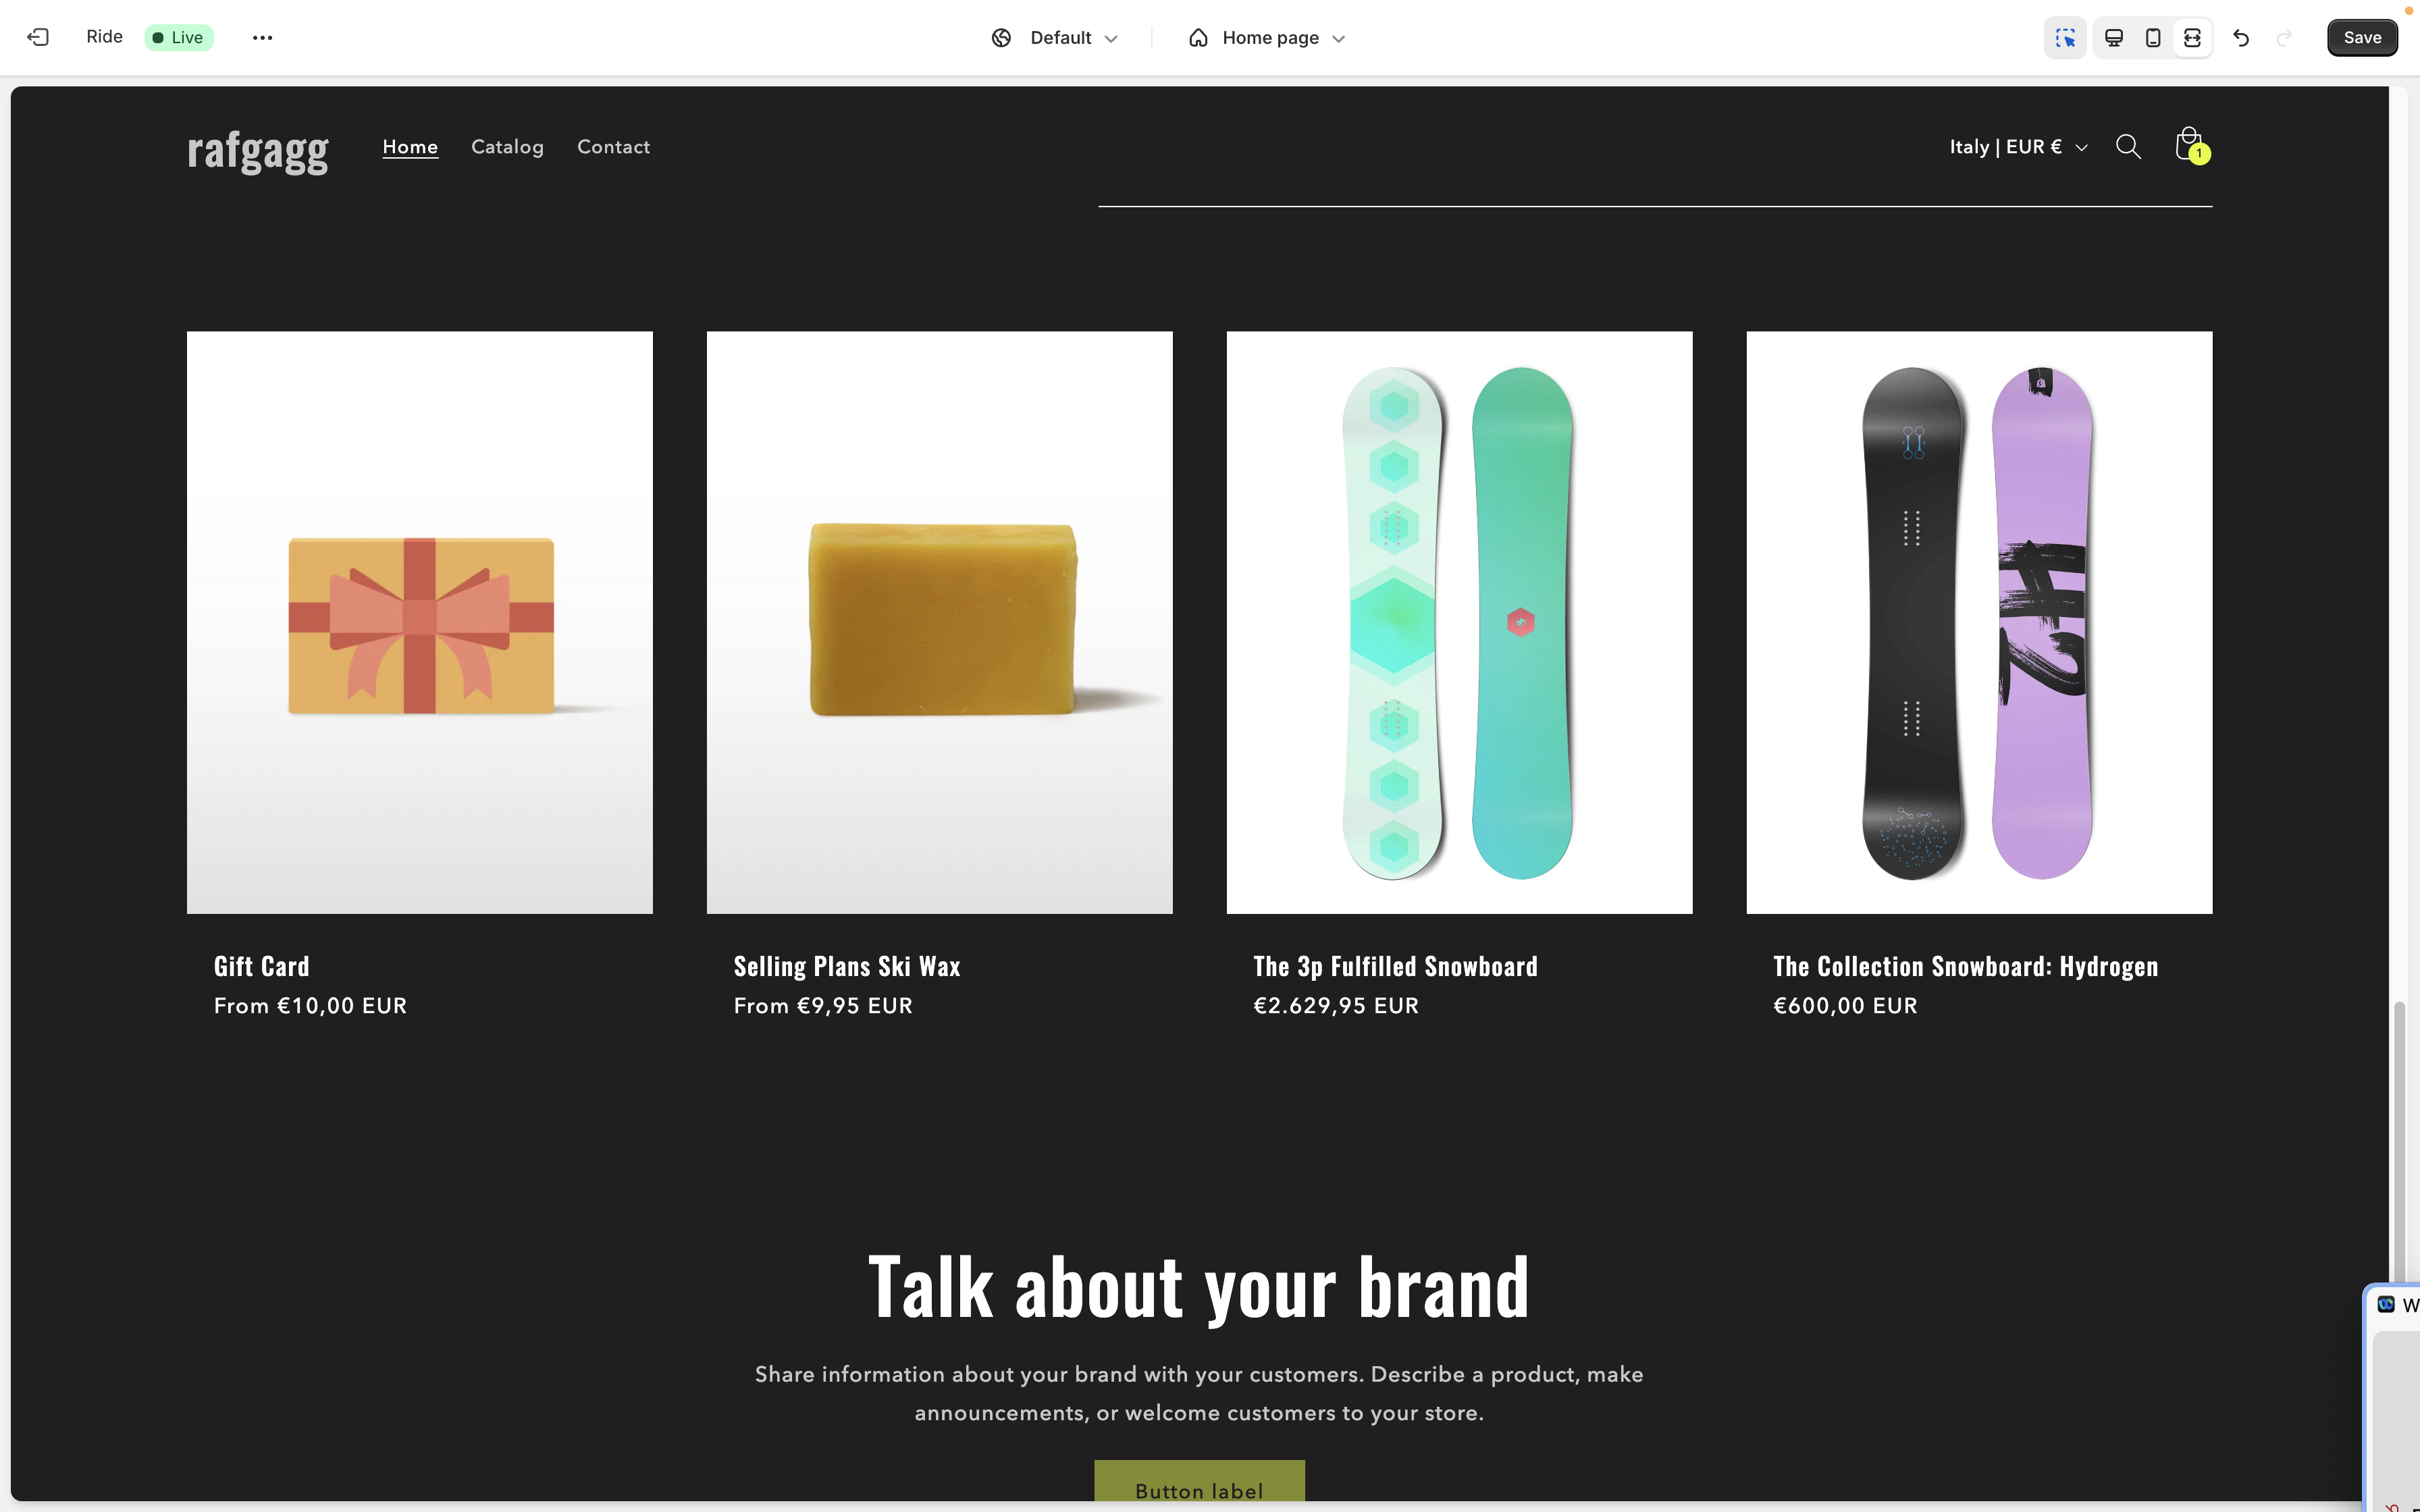 Ride
Live
Default
Home page
Save
rafgagg
Home
Catalog
Contact
Italy | EUR €
1
Gift Card
From €10,00 EUR
Selling Plans Ski Wax
From €9,95 EUR
The 3p Fulfilled Snowboard
€2.629,95 EUR
The Collection Snowboard: Hydrogen
€600,00 EUR
Talk about your brand
Share information about your brand with your customers. Describe a product, make
announcements, or welcome customers to your store.
Button label